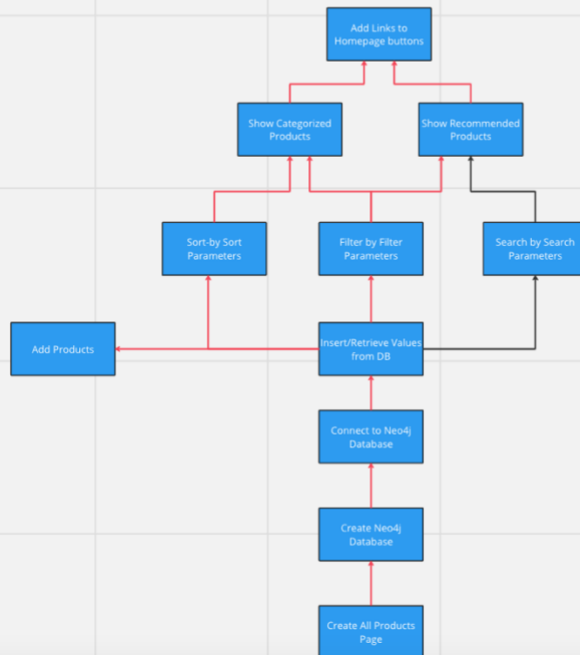 Add Links to
Homepage buttons
Show Categorized
Products
Show Recommended
Products
Sort-by Sort
Parameters
Filter by Filter
Parameters
Search by Search
Parameters
Add Products
Insert/Retrieve Values
from DB
Connect to Neo4j
Database
Create Neo4j
Database
Create All Products
Page